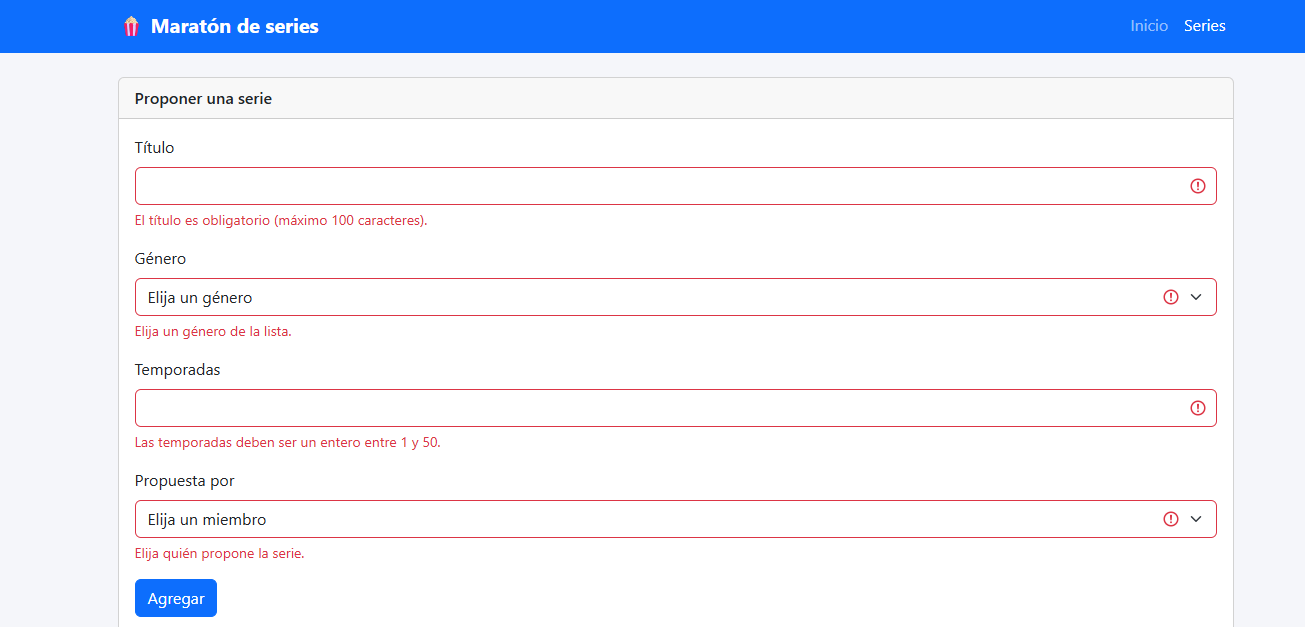 Maratón de series
Inicio Series
Proponer una serie
Título
El título es obligatorio (máximo 100 caracteres).
Género
Elija un género
Elija un género de la lista.
Temporadas
Las temporadas deben ser un entero entre 1 y 50.
Propuesta por
Elija un miembro
Elija quién propone la serie.
Agregar